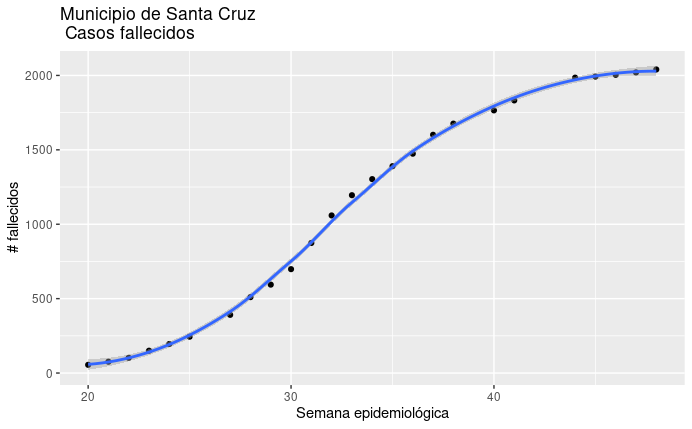 Municipio de Santa Cruz
Casos fallecidos
2000
1500
1000
500
0
# fallecidos
20
30
40
Semana epidemiológica